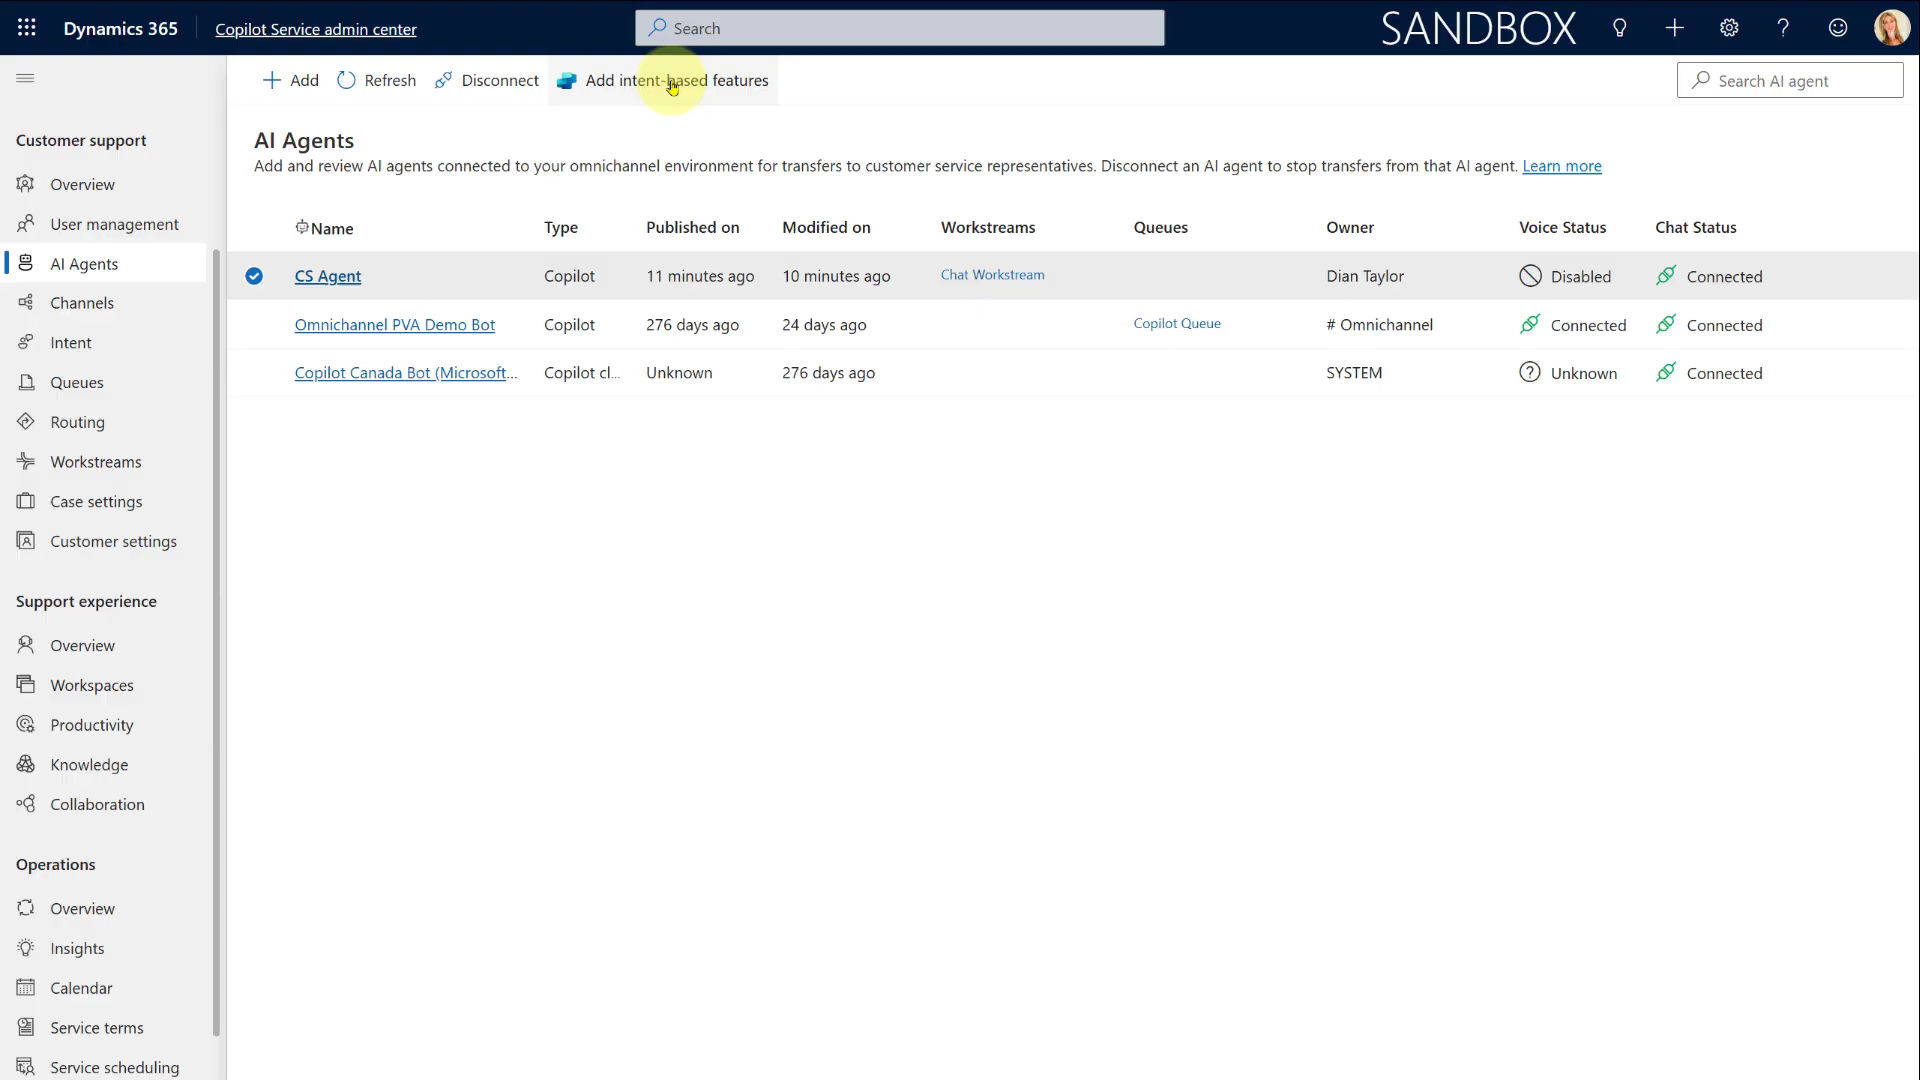 Dynamics 365
Copilot Service admin center
Search
SANDBOX
Add
Refresh
Disconnect
Add intent-based features
Search AI agent
Customer support
Overview
User management
AI Agents
Channels
Intent
Queues
Routing
Workstreams
Case settings
Customer settings
Support experience
Overview
Workspaces
Productivity
Knowledge
Collaboration
Operations
Overview
Insights
Calendar
Service terms
Service scheduling
AI Agents
Add and review AI agents connected to your omnichannel environment for transfers to customer service representatives. Disconnect an AI agent to stop transfers from that AI agent. Learn more
Name Type Published on Modified on Workstreams Queues Owner Voice Status Chat Status
CS Agent Copilot 11 minutes ago 10 minutes ago Chat Workstream Dian Taylor Disabled Connected
Omnichannel PVA Demo Bot Copilot 276 days ago 24 days ago Copilot Queue # Omnichannel Connected Connected
Copilot Canada Bot (Microsoft... Copilot cl... Unknown 276 days ago SYSTEM Unknown Connected